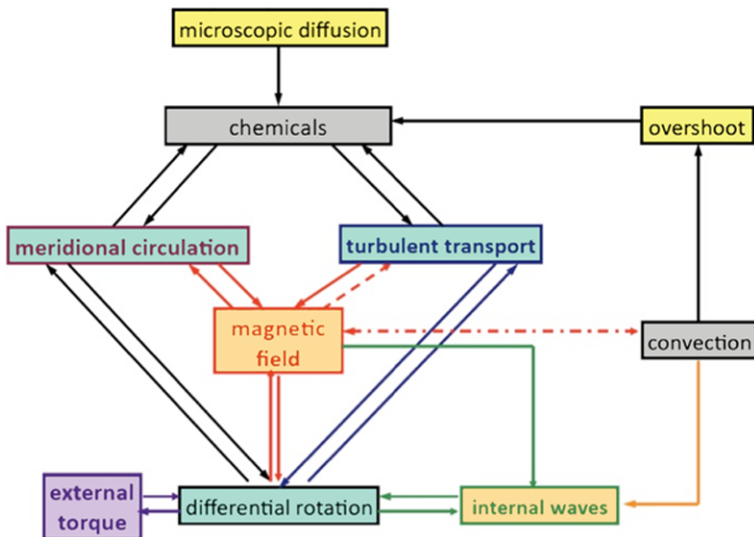 microscopic diffusion
chemicals
overshoot
meridional circulation
turbulent transport
magnetic
field
convection
external
torque
differential rotation
internal waves